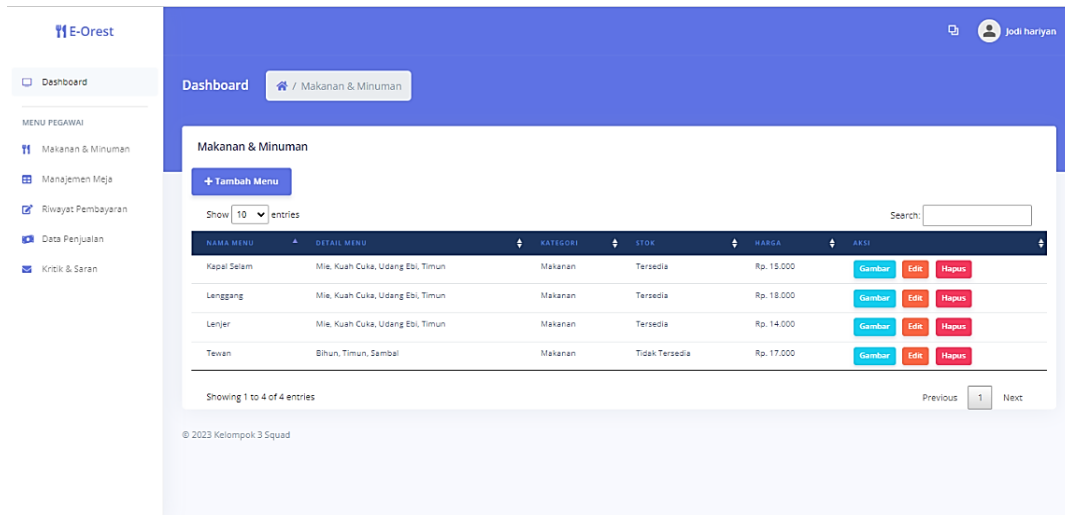 E-Orest
Jodi hariyan
Dashboard
MENU PEGAWAI
Makanan & Minuman
Manajemen Meja
Riwayat Pembayaran
Data Penjualan
Kritik & Saran
Dashboard
/ Makanan & Minuman
Makanan & Minuman
+ Tambah Menu
Show 10 entries
Search:
NAMA MENU DETAIL MENU KATEGORI STOK HARGA AKSI
Kapal Selam Mie, Kuah Cuka, Udang Ebi, Timun Makanan Tersedia Rp. 15.000 Gambar Edit Hapus
Lenggang Mie, Kuah Cuka, Udang Ebi, Timun Makanan Tersedia Rp. 18.000 Gambar Edit Hapus
Lenjer Mie, Kuah Cuka, Udang Ebi, Timun Makanan Tersedia Rp. 14.000 Gambar Edit Hapus
Tewan Bihun, Timun, Sambal Makanan Tidak Tersedia Rp. 17.000 Gambar Edit Hapus
Showing 1 to 4 of 4 entries
Previous 1 Next
© 2023 Kelompok 3 Squad